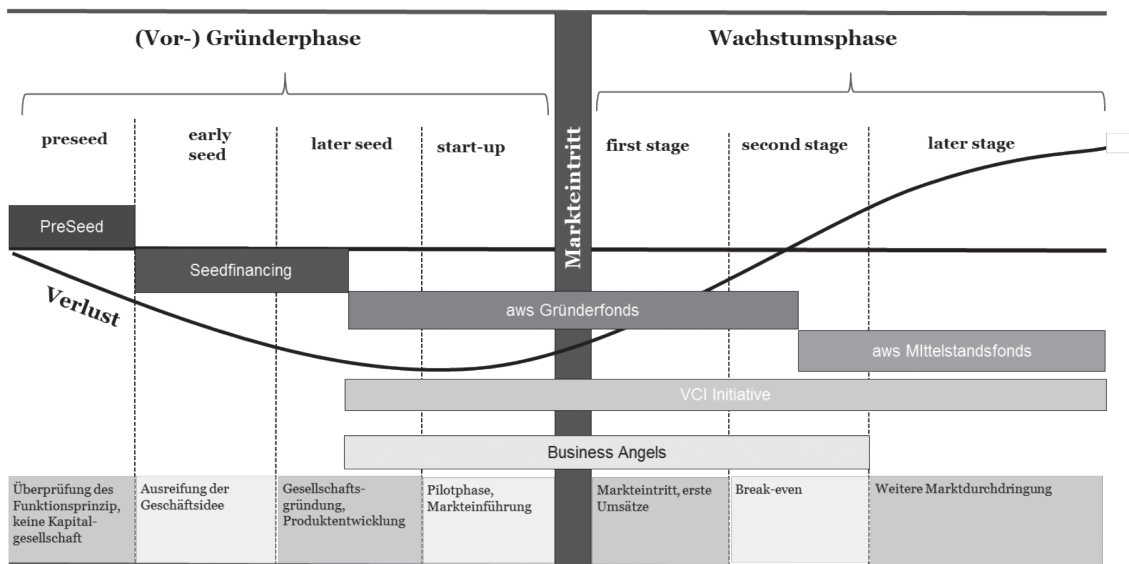 (Vor-) Gründerphase
Wachstumsphase
preseed
early
seed
later seed
start-up
Markteintritt
first stage
second stage
later stage
PreSeed
Seedfinancing
Verlust
aws Gründerfonds
aws MIttelstandsfonds
VCI Initiative
Business Angels
Überprüfung des
Funktionsprinzip,
keine Kapital-
gesellschaft
Ausreifung der
Geschäftsidee
Gesellschafts-
gründung,
Produktentwicklung
Pilotphase,
Markteinführung
Markteintritt, erste
Umsätze
Break-even
Weitere Marktdurchdringung